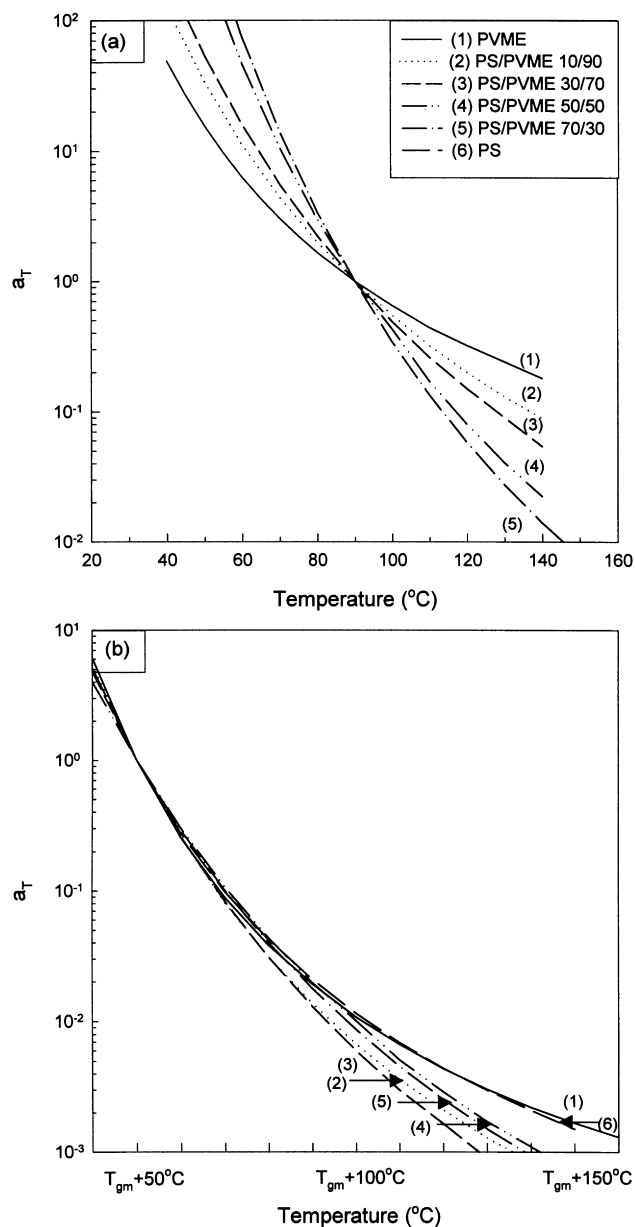 (a)
(1) PVME
(2) PS/PVME 10/90
(3) PS/PVME 30/70
(4) PS/PVME 50/50
(5) PS/PVME 70/30
(6) PS
10²
10¹
10⁰
10⁻¹
10⁻²
a_T
(1)
(2)
(3)
(4)
(5)
20 40 60 80 100 120 140 160
Temperature (°C)
(b)
10¹
10⁰
10⁻¹
10⁻²
10⁻³
a_T
(3)
(2)
(5)
(4)
(1)
(6)
T_gm+50°C T_gm+100°C T_gm+150°C
Temperature (°C)